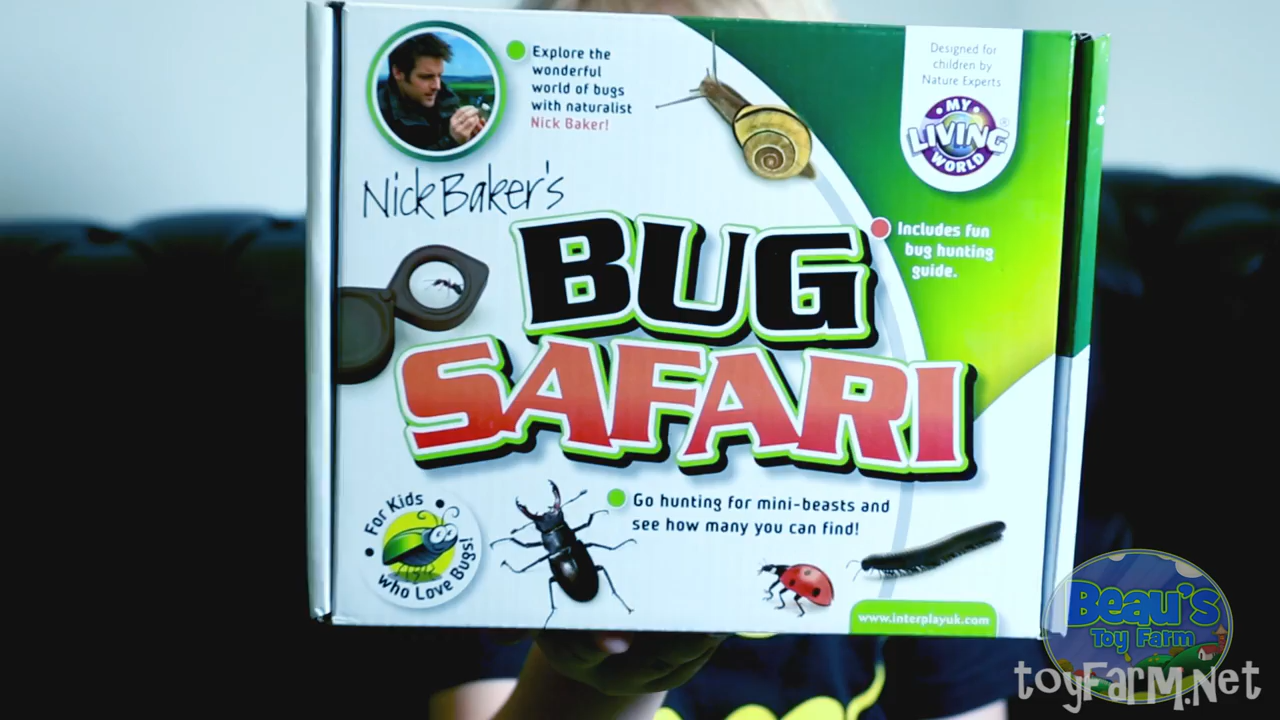 Explore the
wonderful
world of bugs
with naturalist
Nick Baker!
Designed for
children by
Nature Experts
MY
LIVING®
WORLD
Nick Baker's
BUG
SAFARI
Includes fun
bug hunting
guide.
Go hunting for mini-beasts and
see how many you can find!
For Kids
who Love Bugs!
www.interplayuk.com
Beau's
Toy Farm
toyFarm.Net